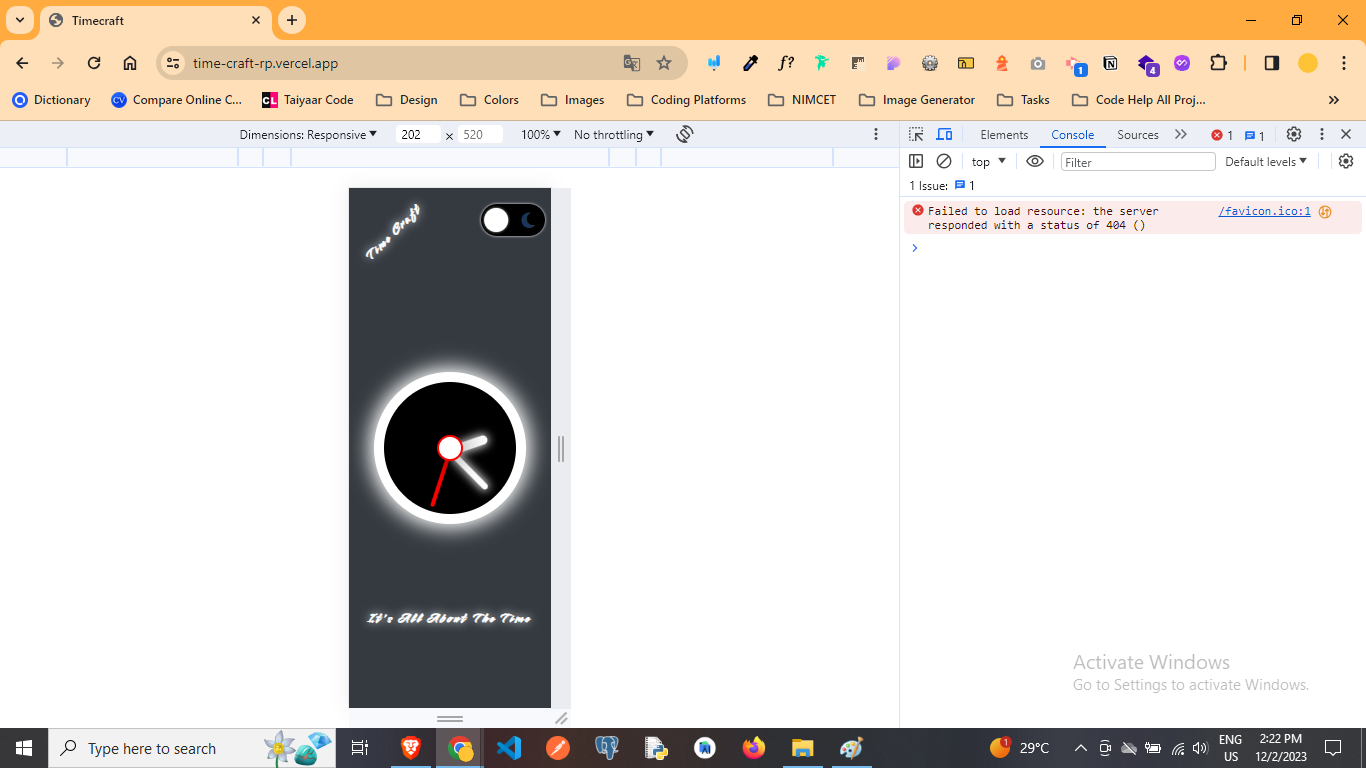 Timecraft
time-craft-rp.vercel.app
f?
1
4
Dictionary
CV
Compare Online C...
CL
Taiyaar Code
Design
Colors
Images
Coding Platforms
NIMCET
Image Generator
Tasks
Code Help All Proj...
Dimensions: Responsive
202
x
520
100%
No throttling
Elements
Console
Sources
1
1
top
Filter
Default levels
1 Issue:
1
Failed to load resource: the server
/favicon.ico:1
responded with a status of 404 ()
Time Craft
It's All About The Time
Activate Windows
Go to Settings to activate Windows.
Type here to search
1
29°C
ENG
US
2:22 PM
12/2/2023